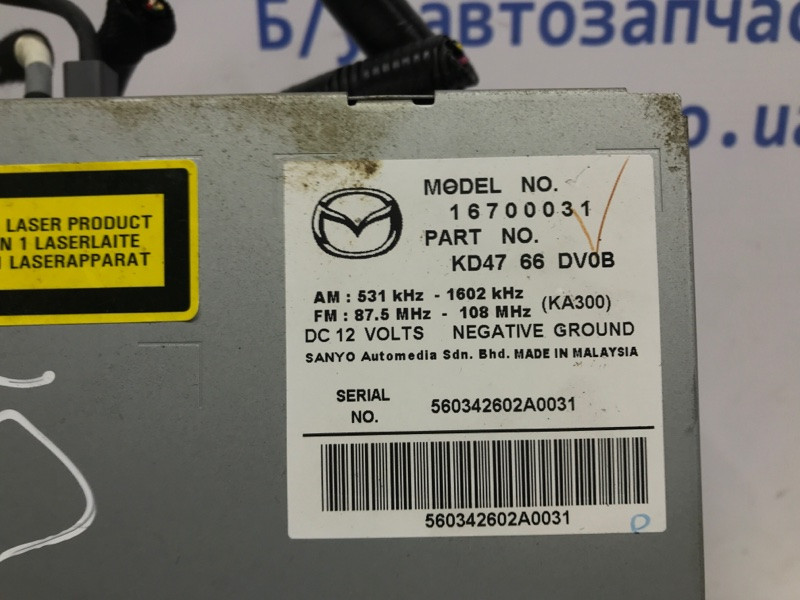 Б/у автозапчас
o.ua
LASER PRODUCT
N 1 LASERLAITE
1 LASERAPPARAT
MODEL NO.
16700031
PART NO.
KD47 66 DV0B
AM : 531 kHz - 1602 kHz
FM : 87.5 MHz - 108 MHz (KA300)
DC 12 VOLTS NEGATIVE GROUND
SANYO Automedia Sdn. Bhd. MADE IN MALAYSIA
SERIAL NO. 560342602A0031
560342602A0031